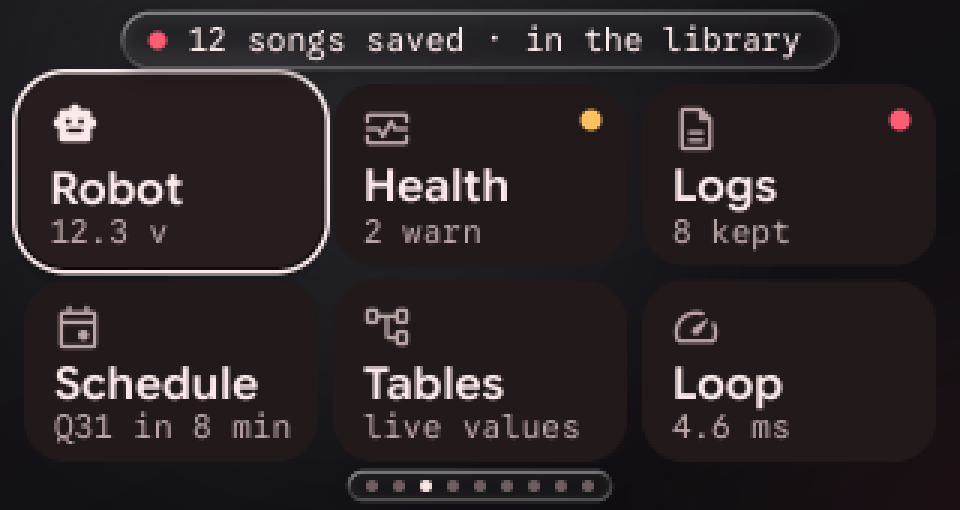 12 songs saved · in the library
Robot
12.3 v
Health
2 warn
Logs
8 kept
Schedule
Q31 in 8 min
Tables
live values
Loop
4.6 ms